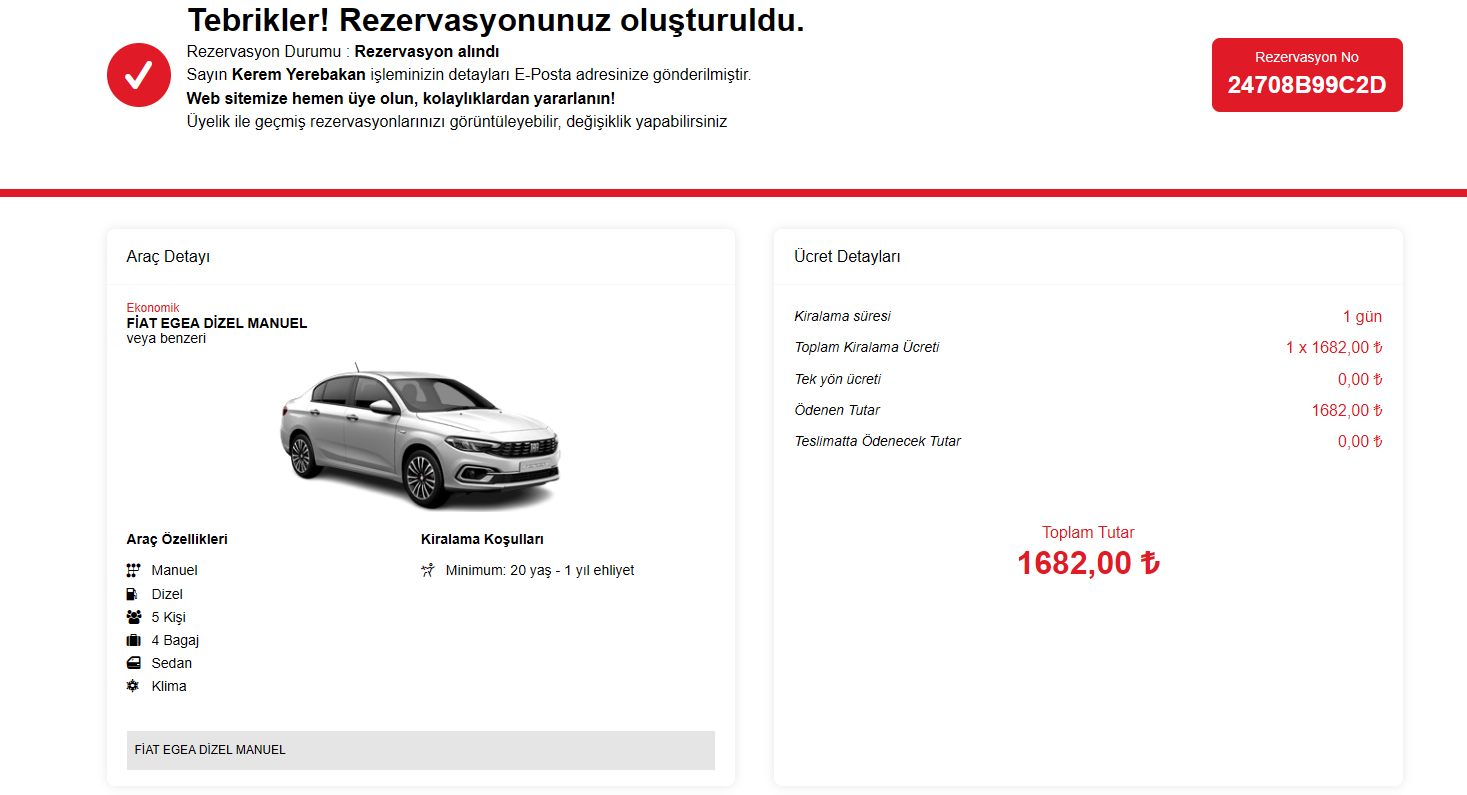 Tebrikler! Rezervasyonunuz oluşturuldu.
Rezervasyon Durumu : Rezervasyon alındı
Sayın Kerem Yerebakan işleminizin detayları E-Posta adresinize gönderilmiştir.
Web sitemize hemen üye olun, kolaylıklardan yararlanın!
Üyelik ile geçmiş rezervasyonlarınızı görüntüleyebilir, değişiklik yapabilirsiniz
Rezervasyon No
24708B99C2D
Araç Detayı
Ekonomik
FİAT EGEA DİZEL MANUEL
veya benzeri
Araç Özellikleri
Manuel
Dizel
5 Kişi
4 Bagaj
Sedan
Klima
Kiralama Koşulları
Minimum: 20 yaş - 1 yıl ehliyet
FİAT EGEA DİZEL MANUEL
Ücret Detayları
Kiralama süresi 1 gün
Toplam Kiralama Ücreti 1 x 1682,00 ₺
Tek yön ücreti 0,00 ₺
Ödenen Tutar 1682,00 ₺
Teslimatta Ödenecek Tutar 0,00 ₺
Toplam Tutar
1682,00 ₺